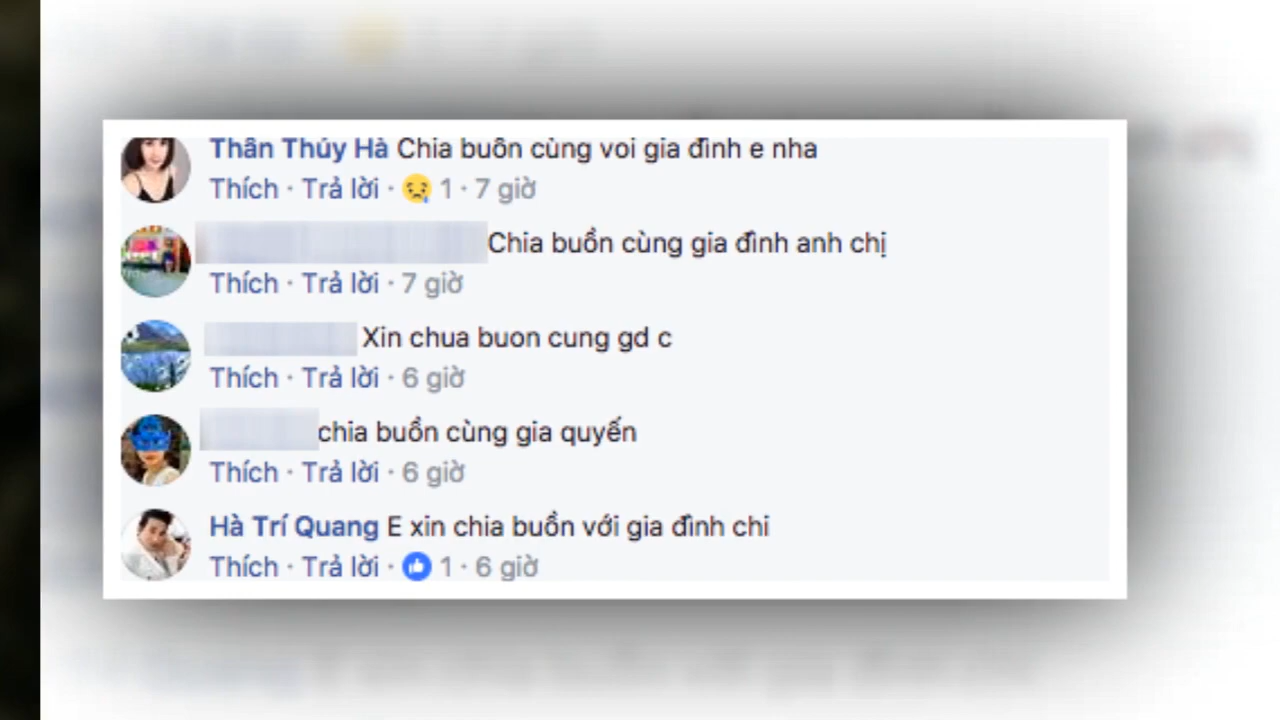 Thân Thúy Hà Chia buồn cùng voi gia đình e nha
Thích · Trả lời · 1 · 7 giờ
Chia buồn cùng gia đình anh chị
Thích · Trả lời · 7 giờ
Xin chua buon cung gd c
Thích · Trả lời · 6 giờ
chia buồn cùng gia quyến
Thích · Trả lời · 6 giờ
Hà Trí Quang E xin chia buồn với gia đình chi
Thích · Trả lời · 1 · 6 giờ